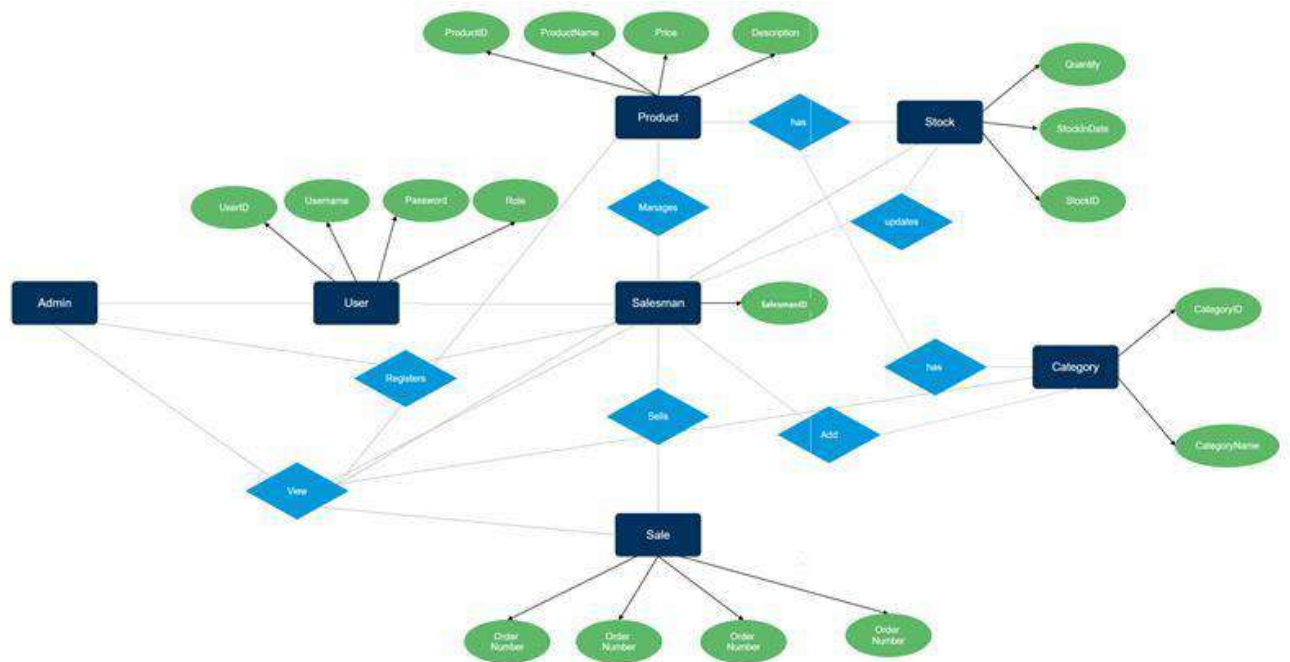 ProductID
ProductName
Price
Description
Product
has
Stock
Quantity
StockInDate
StockID
UserID
Username
Password
Role
Manages
updates
Admin
User
Salesman
SalesmanID
CategoryID
Registers
has
Category
Sells
Add
CategoryName
View
Sale
Order
Number
Order
Number
Order
Number
Order
Number